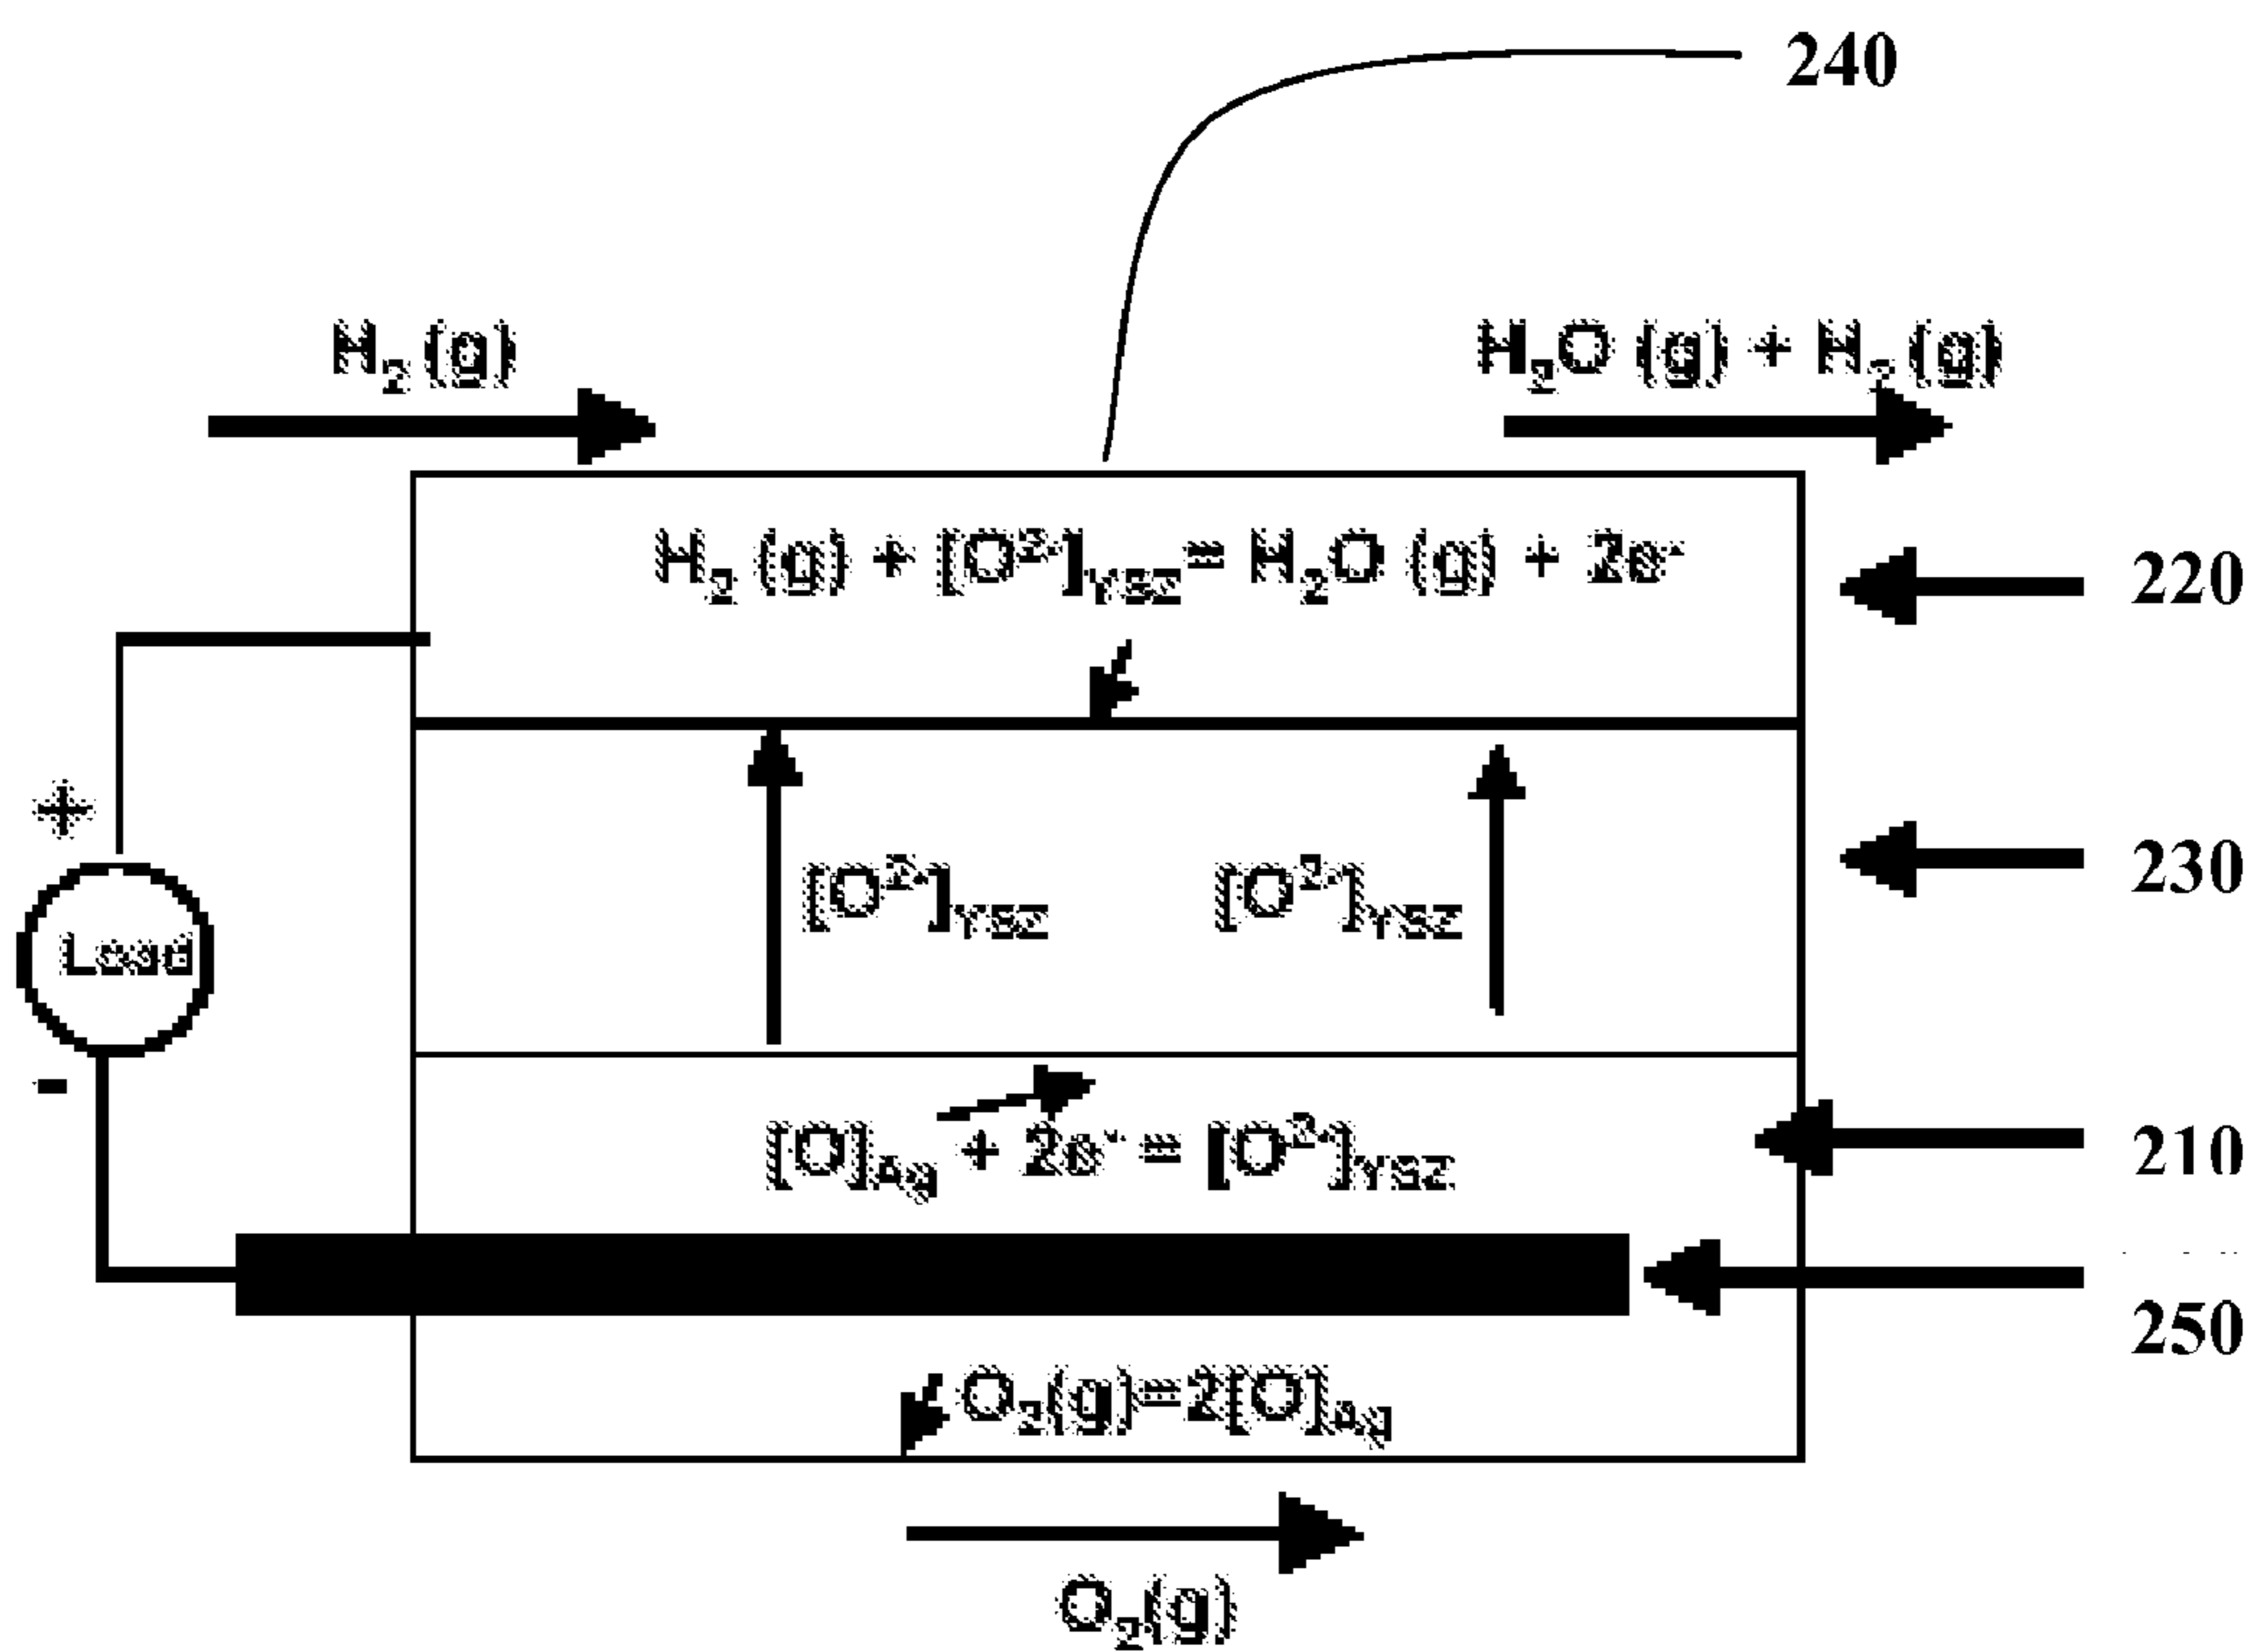 240
H₂ (g)
H₂O (g) + H₂ (g)
H₂ (g) + [O²⁻]YSZ = H₂O (g) + 2e⁻
220
+
230
[O²⁻]YSZ [O²⁻]YSZ
Load
-
[O]Ag + 2e⁻ = [O²⁻]YSZ
210
250
O₂(g)=2[O]Ag
O₂(g)